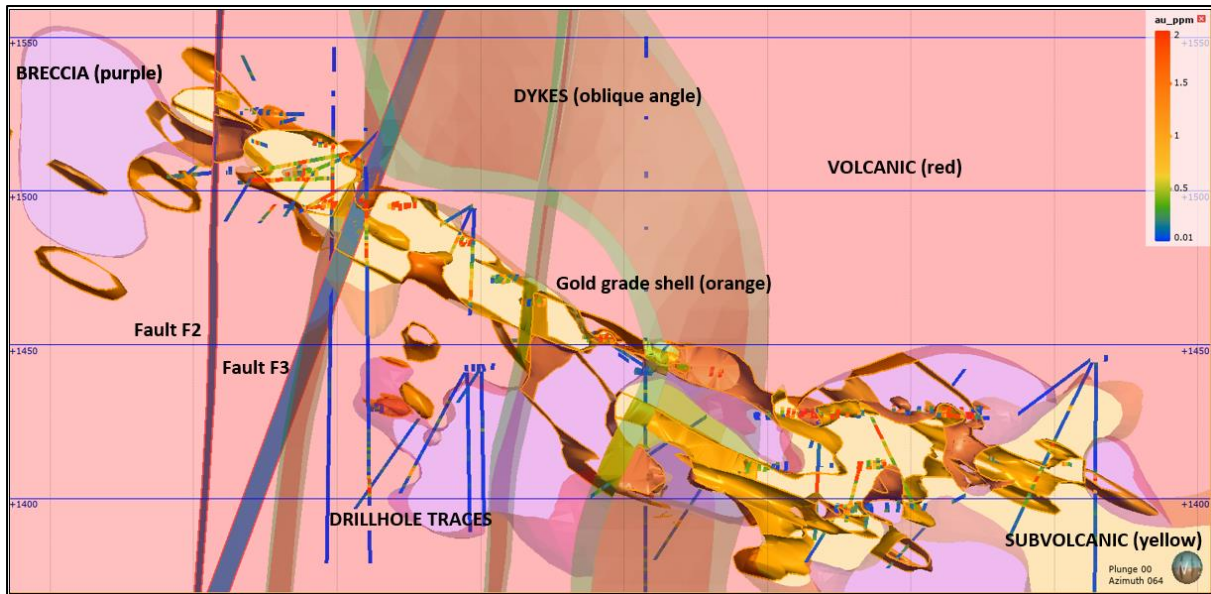 au_ppm
2
+1550
+1550
BRECCIA (purple)
1.5
DYKES (oblique angle)
1
VOLCANIC (red)
0.5
+1500
+1500
0.01
Gold grade shell (orange)
Fault F2
+1450
+1450
Fault F3
+1400
+1400
DRILLHOLE TRACES
SUBVOLCANIC (yellow)
Plunge 00
Azimuth 064